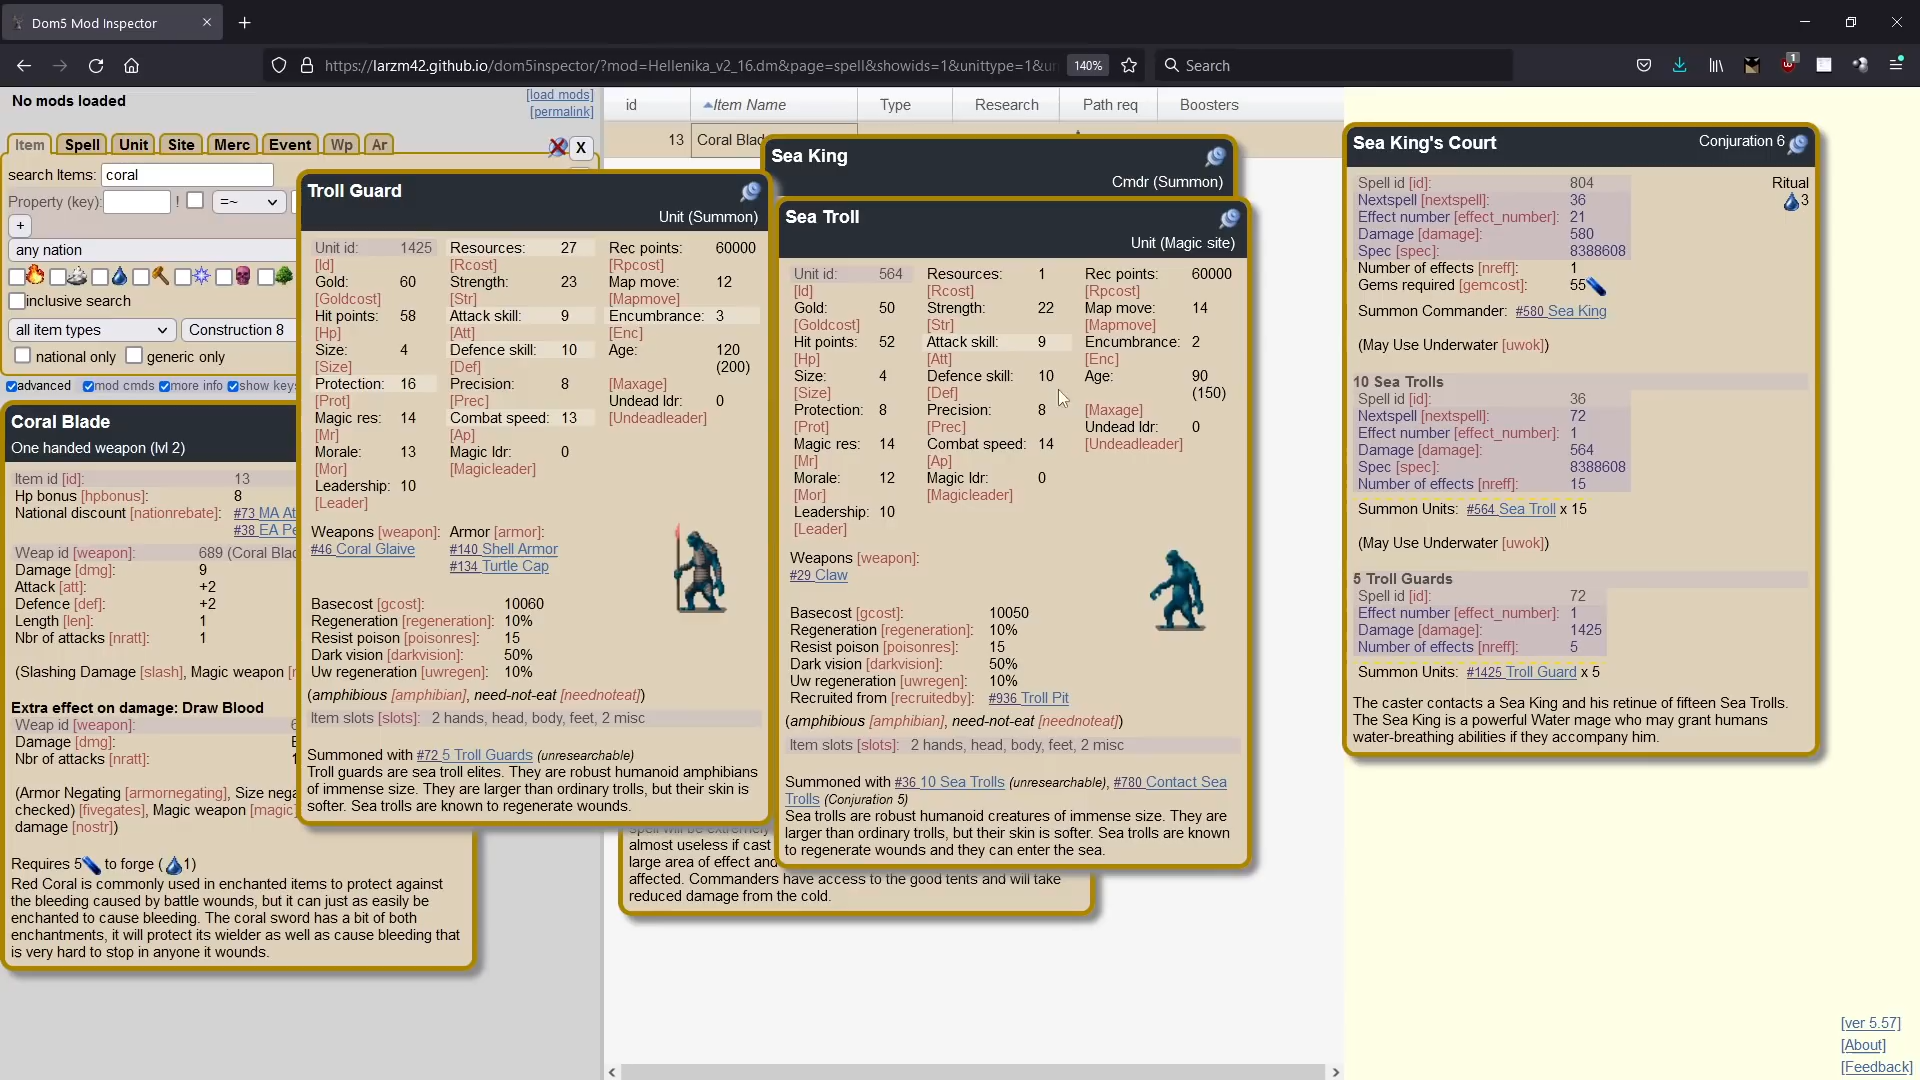 Dom5 Mod Inspector
https://larzm42.github.io/dom5inspector/?mod=Hellenika_v2_16.dm&page=spell&showids=1&unittype=1&ur
140%
Search
1
No mods loaded
[load mods]
[permalink]
Item Spell Unit Site Merc Event Wp Ar
X
search Items: coral
Property (key): ! =~
+
any nation
inclusive search
all item types Construction 8
national only generic only
advanced mod cmds more info show keys
id Item Name Type Research Path req Boosters
13 Coral Blad
Coral Blade
One handed weapon (lvl 2)
Item id [id]: 13
Hp bonus [hpbonus]: 8
National discount [nationrebate]: #73 MA At
#38 EA Pe
Weap id [weapon]: 689 (Coral Blad
Damage [dmg]: 9
Attack [att]: +2
Defence [def]: +2
Length [len]: 1
Nbr of attacks [nratt]: 1
(Slashing Damage [slash], Magic weapon [
Extra effect on damage: Draw Blood
Weap id [weapon]: 6
Damage [dmg]:
Nbr of attacks [nratt]: 1
(Armor Negating [armornegating], Size nega
checked) [fivegates], Magic weapon [magic]
damage [nostr])
Requires 5 to forge (1)
Red Coral is commonly used in enchanted items to protect against
the bleeding caused by battle wounds, but it can just as easily be
enchanted to cause bleeding. The coral sword has a bit of both
enchantments, it will protect its wielder as well as cause bleeding that
is very hard to stop in anyone it wounds.
Troll Guard
Unit (Summon)
Unit id: 1425 Resources: 27 Rec points: 60000
[Id] [Rcost] [Rpcost]
Gold: 60 Strength: 23 Map move: 12
[Goldcost] [Str] [Mapmove]
Hit points: 58 Attack skill: 9 Encumbrance: 3
[Hp] [Att] [Enc]
Size: 4 Defence skill: 10 Age: 120
[Size] [Def] (200)
Protection: 16 Precision: 8 [Maxage]
[Prot] [Prec] Undead ldr: 0
Magic res: 14 Combat speed: 13 [Undeadleader]
[Mr] [Ap]
Morale: 13 Magic ldr: 0
[Mor] [Magicleader]
Leadership: 10
[Leader]
Weapons [weapon]: Armor [armor]:
#46 Coral Glaive #140 Shell Armor
#134 Turtle Cap
Basecost [gcost]: 10060
Regeneration [regeneration]: 10%
Resist poison [poisonres]: 15
Dark vision [darkvision]: 50%
Uw regeneration [uwregen]: 10%
(amphibious [amphibian], need-not-eat [neednoteat])
Item slots [slots]: 2 hands, head, body, feet, 2 misc
Summoned with #72 5 Troll Guards (unresearchable)
Troll guards are sea troll elites. They are robust humanoid amphibians
of immense size. They are larger than ordinary trolls, but their skin is
softer. Sea trolls are known to regenerate wounds.
Sea King
Cmdr (Summon)
Sea Troll
Unit (Magic site)
Unit id: 564 Resources: 1 Rec points: 60000
[Id] [Rcost] [Rpcost]
Gold: 50 Strength: 22 Map move: 14
[Goldcost] [Str] [Mapmove]
Hit points: 52 Attack skill: 9 Encumbrance: 2
[Hp] [Att] [Enc]
Size: 4 Defence skill: 10 Age: 90
[Size] [Def] (150)
Protection: 8 Precision: 8 [Maxage]
[Prot] [Prec] Undead ldr: 0
Magic res: 14 Combat speed: 14 [Undeadleader]
[Mr] [Ap]
Morale: 12 Magic ldr: 0
[Mor] [Magicleader]
Leadership: 10
[Leader]
Weapons [weapon]:
#29 Claw
Basecost [gcost]: 10050
Regeneration [regeneration]: 10%
Resist poison [poisonres]: 15
Dark vision [darkvision]: 50%
Uw regeneration [uwregen]: 10%
Recruited from [recruitedby]: #936 Troll Pit
(amphibious [amphibian], need-not-eat [neednoteat])
Item slots [slots]: 2 hands, head, body, feet, 2 misc
Summoned with #36 10 Sea Trolls (unresearchable), #780 Contact Sea
Trolls (Conjuration 5)
Sea trolls are robust humanoid creatures of immense size. They are
larger than ordinary trolls, but their skin is softer. Sea trolls are known
to regenerate wounds and they can enter the sea.
spell will be extremely
almost useless if cast
large area of effect and
affected. Commanders have access to the good tents and will take
reduced damage from the cold.
Sea King's Court Conjuration 6
Spell id [id]: 804 Ritual
Nextspell [nextspell]: 36 3
Effect number [effect_number]: 21
Damage [damage]: 580
Spec [spec]: 8388608
Number of effects [nreff]: 1
Gems required [gemcost]: 55
Summon Commander: #580 Sea King
(May Use Underwater [uwok])
10 Sea Trolls
Spell id [id]: 36
Nextspell [nextspell]: 72
Effect number [effect_number]: 1
Damage [damage]: 564
Spec [spec]: 8388608
Number of effects [nreff]: 15
Summon Units: #564 Sea Troll x 15
(May Use Underwater [uwok])
5 Troll Guards
Spell id [id]: 72
Effect number [effect_number]: 1
Damage [damage]: 1425
Number of effects [nreff]: 5
Summon Units: #1425 Troll Guard x 5
The caster contacts a Sea King and his retinue of fifteen Sea Trolls.
The Sea King is a powerful Water mage who may grant humans
water-breathing abilities if they accompany him.
[ver 5.57]
[About]
[Feedback]